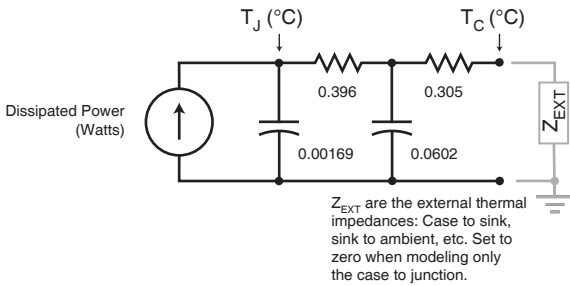 T_J (°C)
T_C (°C)
0.396
0.305
Dissipated Power
(Watts)
Z_EXT
0.00169
0.0602
Z_EXT are the external thermal
impedances: Case to sink,
sink to ambient, etc. Set to
zero when modeling only
the case to junction.